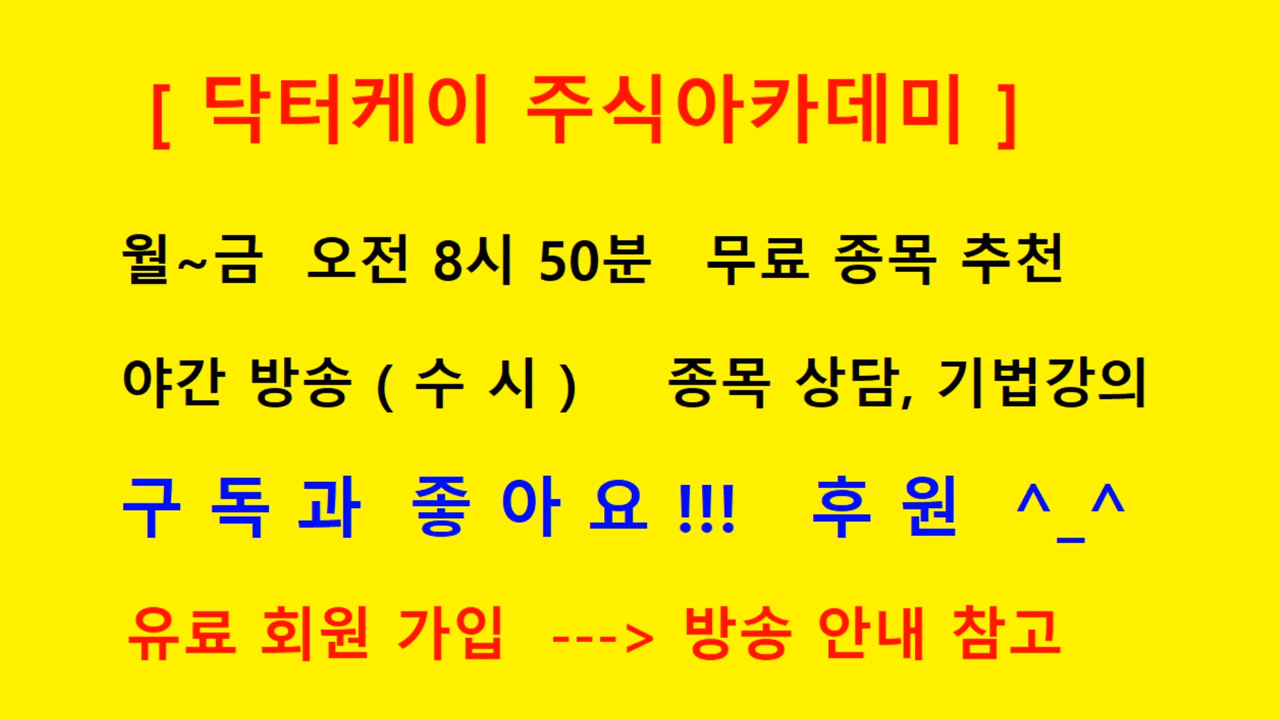 [ 닥터케이 주식아카데미 ]
월~금 오전 8시 50분 무료 종목 추천
야간 방송 ( 수 시 ) 종목 상담, 기법강의
구 독 과 좋 아 요 !!! 후 원 ^_^
유료 회원 가입 ---> 방송 안내 참고